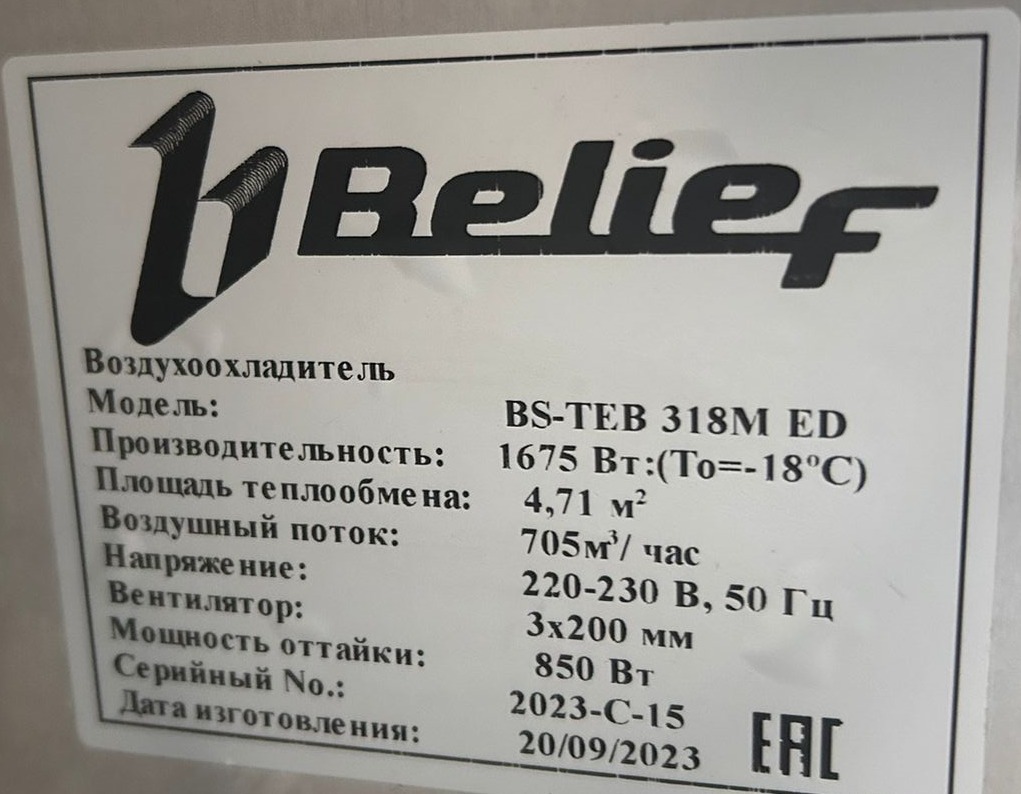 Belief
Воздухоохладитель
Модель: BS-TEB 318M ED
Производительность: 1675 Вт:(To=-18°C)
Площадь теплообмена: 4,71 м²
Воздушный поток: 705м³/ час
Напряжение: 220-230 В, 50 Гц
Вентилятор: 3x200 мм
Мощность оттайки: 850 Вт
Серийный No.: 2023-C-15
Дата изготовления: 20/09/2023
EAC